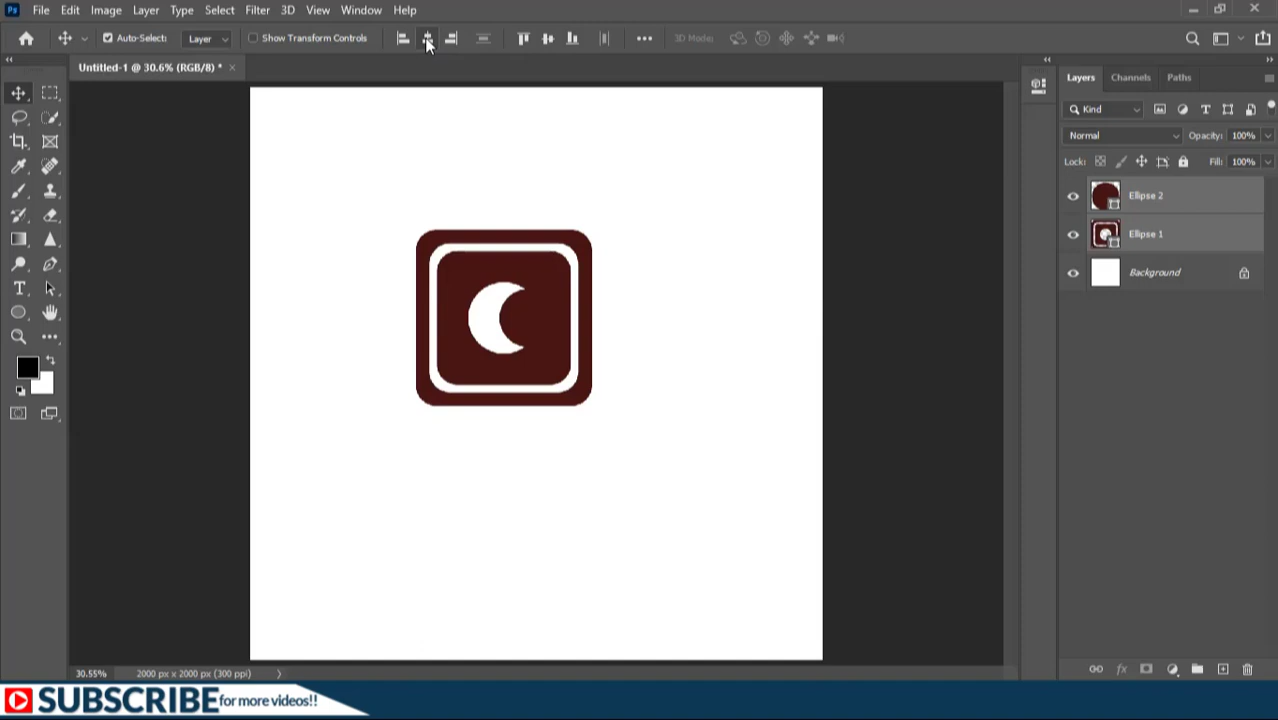 Ps File Edit Image Layer Type Select Filter 3D View Window Help
Auto-Select: Layer Show Transform Controls 3D Mode:
Untitled-1 @ 30.6% (RGB/8) * ×
Layers Channels Paths
Kind
Normal Opacity: 100%
Lock: Fill: 100%
Ellipse 2
Ellipse 1
Background
30.55% 2000 px x 2000 px (300 ppi)
SUBSCRIBE for more videos!!